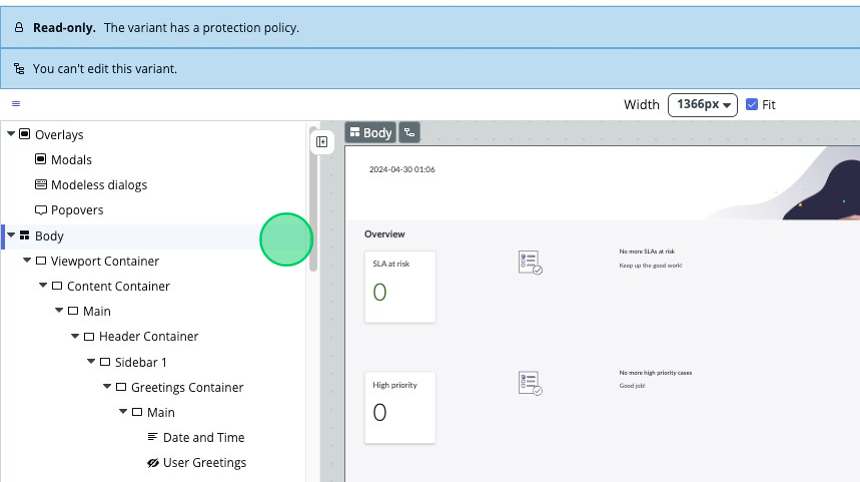 Read-only. The variant has a protection policy.
You can't edit this variant.
Width 1366px Fit
Overlays
Modals
Modeless dialogs
Popovers
Body
Viewport Container
Content Container
Main
Header Container
Sidebar 1
Greetings Container
Main
Date and Time
User Greetings
Body
2024-04-30 01:06
Overview
SLA at risk
0
No more SLAs at risk
Keep up the good work!
High priority
0
No more high priority cases
Good job!